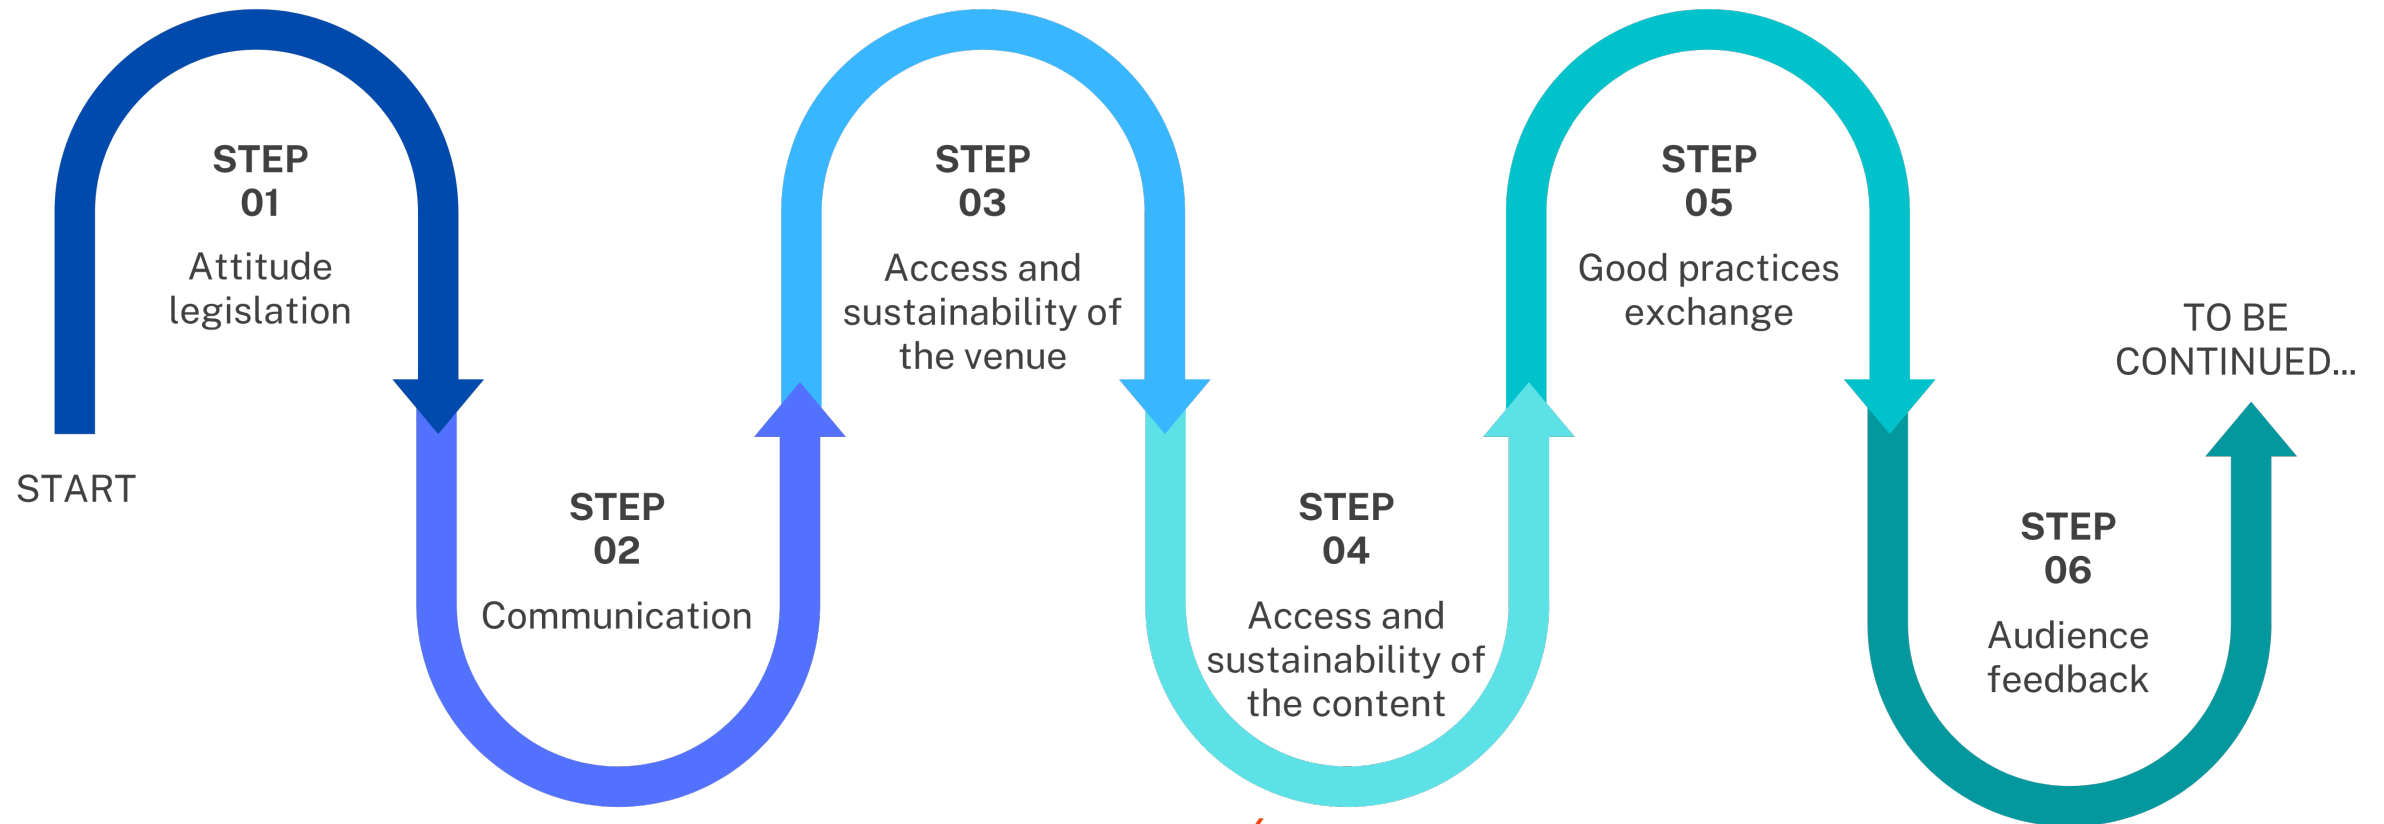 START
STEP
01
Attitude
legislation
STEP
02
Communication
STEP
03
Access and
sustainability of
the venue
STEP
04
Access and
sustainability of
the content
STEP
05
Good practices
exchange
STEP
06
Audience
feedback
TO BE
CONTINUED...